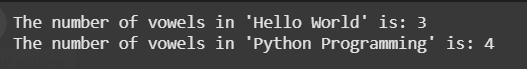 The number of vowels in 'Hello World' is: 3
The number of vowels in 'Python Programming' is: 4